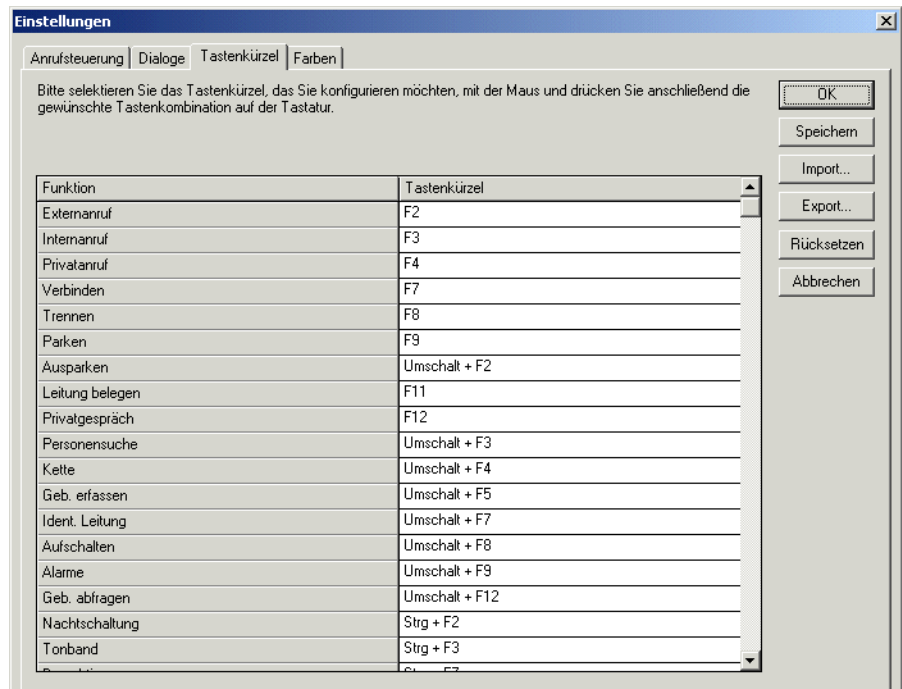 Einstellungen
Anrufsteuerung Dialoge Tastenkürzel Farben
Bitte selektieren Sie das Tastenkürzel, das Sie konfigurieren möchten, mit der Maus und drücken Sie anschließend die
gewünschte Tastenkombination auf der Tastatur.
OK
Speichern
Import...
Export...
Rücksetzen
Abbrechen
Funktion Tastenkürzel
Externanruf F2
Internanruf F3
Privatanruf F4
Verbinden F7
Trennen F8
Parken F9
Ausparken Umschalt + F2
Leitung belegen F11
Privatgespräch F12
Personensuche Umschalt + F3
Kette Umschalt + F4
Geb. erfassen Umschalt + F5
Ident. Leitung Umschalt + F7
Aufschalten Umschalt + F8
Alarme Umschalt + F9
Geb. abfragen Umschalt + F12
Nachtschaltung Strg + F2
Tonband Strg + F3